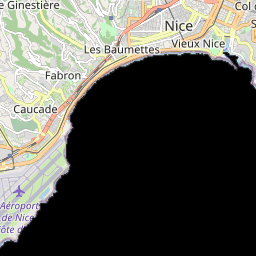 e Ginestière
Nice
Col
Les Baumettes
Vieux Nice
Fabron
Caucade
Aéroport
de Nice
ôte d'